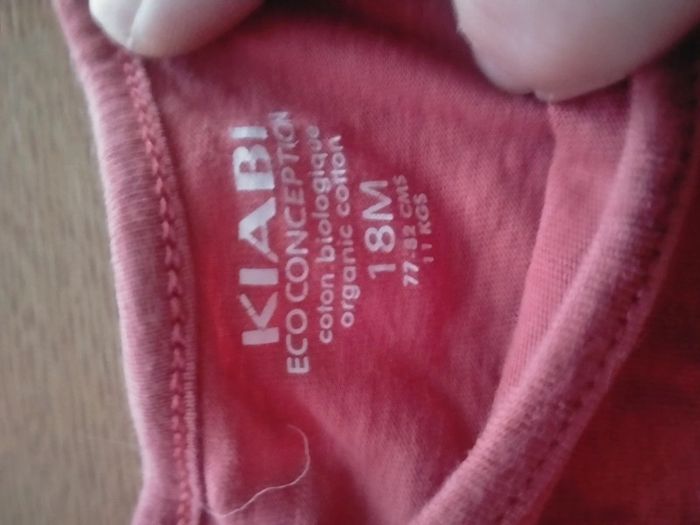 KIABI
ECO CONCEPTION
coton biologique
organic cotton
18M
77-82 CMS
11 KGS